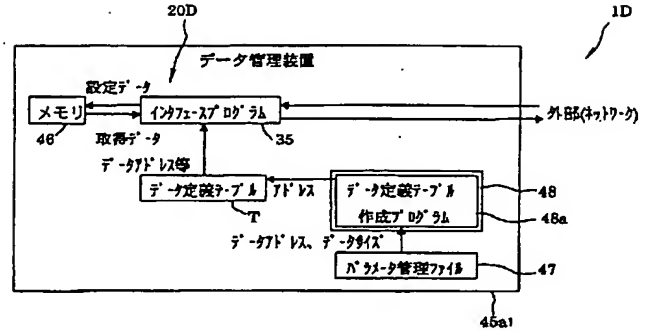 20D
1D
データ管理装置
設定データ
メモリ
46
インタフェースプログラム
35
外部(ネットワーク)
取得データ
データアドレス等
データ定義テーブル
T
アドレス
データ定義テーブル
作成プログラム
48
48a
データアドレス、データサイズ
パラメータ管理ファイル
47
45a1